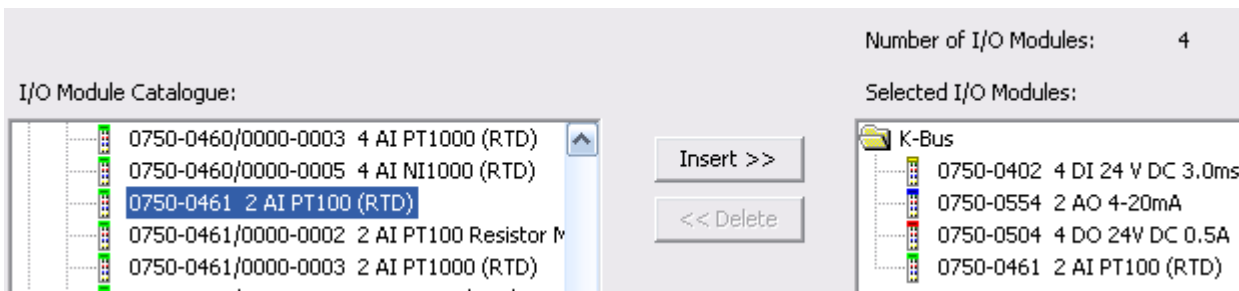 Number of I/O Modules: 4
I/O Module Catalogue:
Selected I/O Modules:
0750-0460/0000-0003 4 AI PT1000 (RTD)
0750-0460/0000-0005 4 AI NI1000 (RTD)
0750-0461 2 AI PT100 (RTD)
0750-0461/0000-0002 2 AI PT100 Resistor M
0750-0461/0000-0003 2 AI PT1000 (RTD)
Insert >>
<< Delete
K-Bus
0750-0402 4 DI 24 V DC 3.0ms
0750-0554 2 AO 4-20mA
0750-0504 4 DO 24V DC 0.5A
0750-0461 2 AI PT100 (RTD)